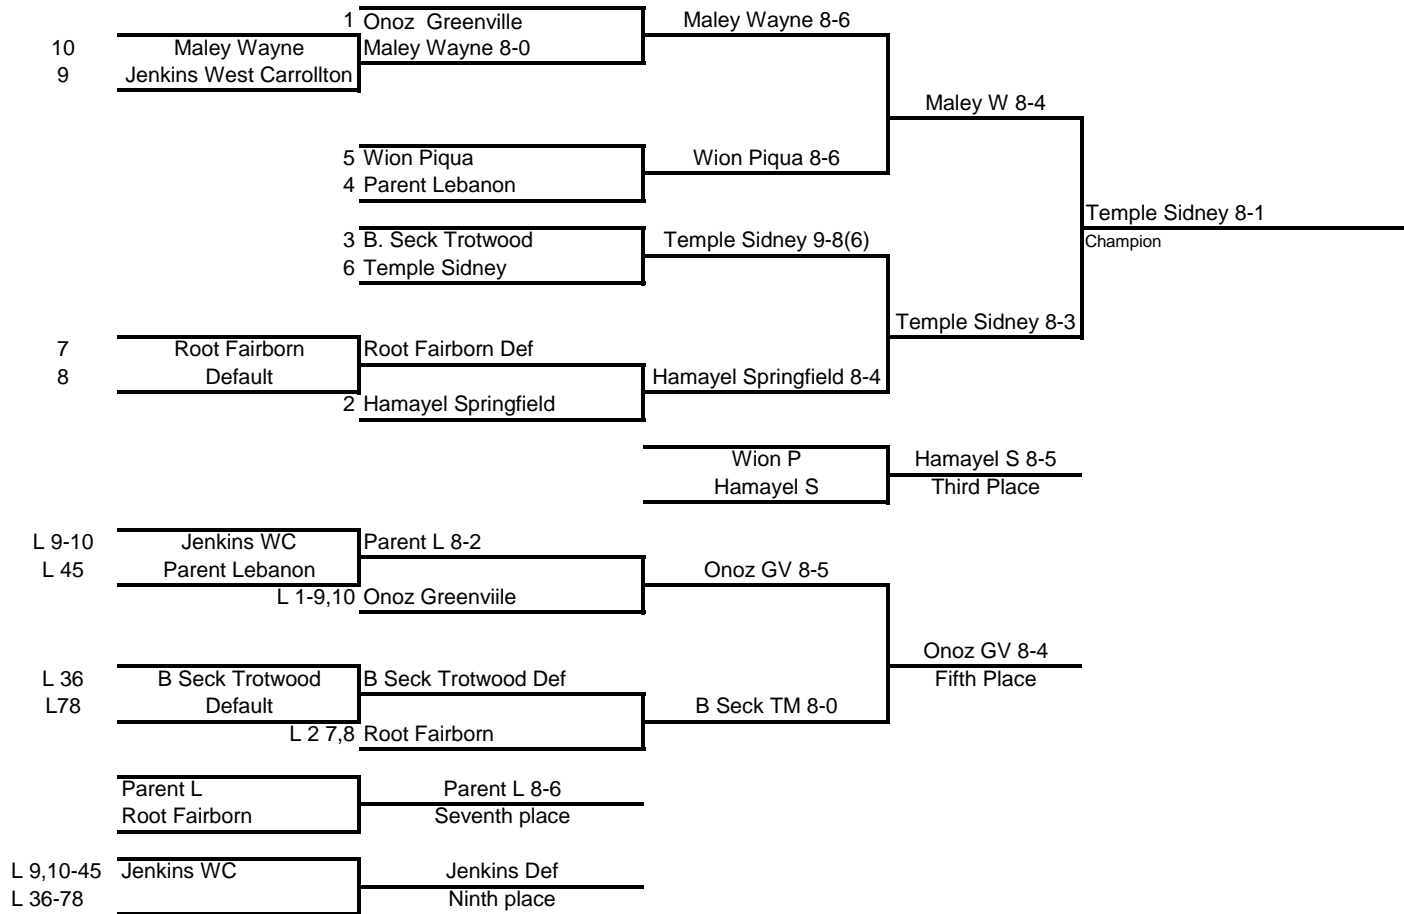 1 Onoz  Greenville Maley Wayne 8-6
10 Maley Wayne Maley Wayne 8-0
9 Jenkins West Carrollton
Maley W 8-4
5 Wion Piqua Wion Piqua 8-6
4 Parent Lebanon
Temple Sidney 8-1
3 B. Seck Trotwood Temple Sidney 9-8(6) Champion
6 Temple Sidney
Temple Sidney 8-3
7 Root Fairborn Root Fairborn Def
8 Default Hamayel Springfield 8-4
2 Hamayel Springfield
Wion P Hamayel S 8-5
Hamayel S Third Place
L 9-10 Jenkins WC Parent L 8-2
L 45 Parent Lebanon Onoz GV 8-5
L 1-9,10 Onoz Greenviile
Onoz GV 8-4
L 36 B Seck Trotwood B Seck Trotwood Def Fifth Place
L78 Default B Seck TM 8-0
L 2 7,8 Root Fairborn
Parent L Parent L 8-6
Root Fairborn Seventh place
L 9,10-45 Jenkins WC Jenkins Def
L 36-78 Ninth place